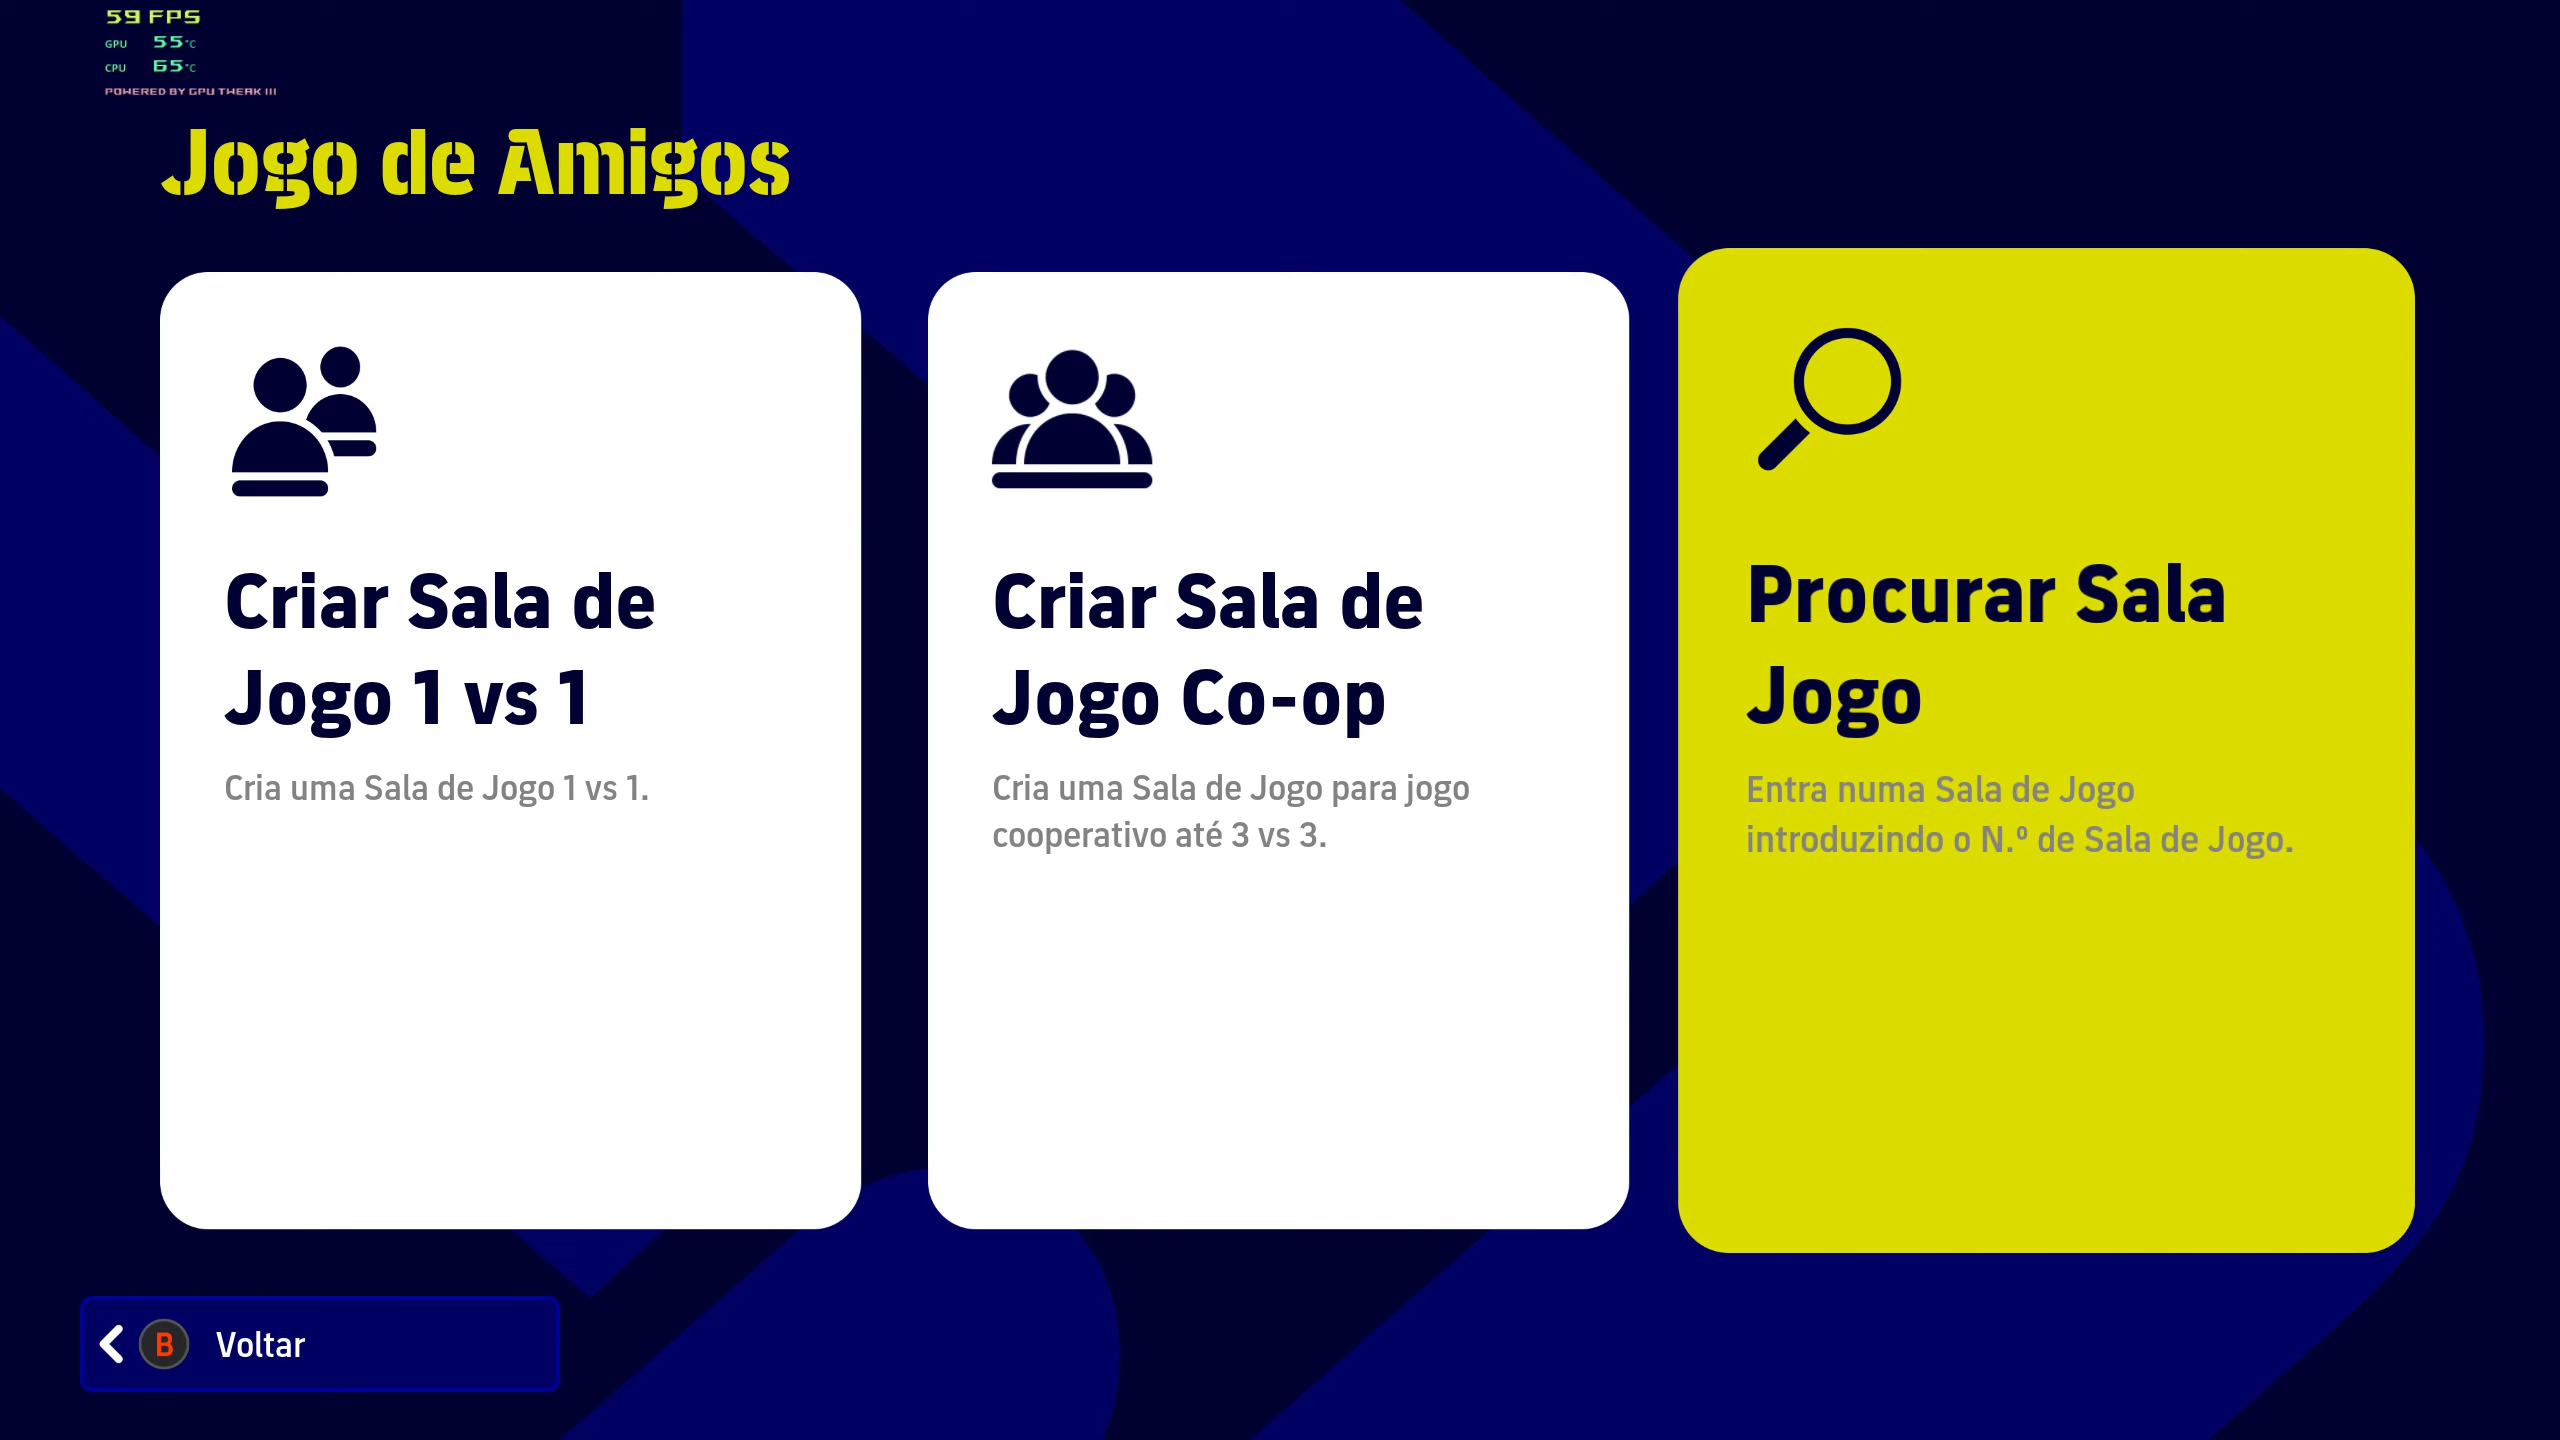 59 FPS
GPU 55°C
CPU 65°C
POWERED BY GPU TWEAK III
Jogo de Amigos
Criar Sala de
Jogo 1 vs 1
Cria uma Sala de Jogo 1 vs 1.
Criar Sala de
Jogo Co-op
Cria uma Sala de Jogo para jogo
cooperativo até 3 vs 3.
Procurar Sala
Jogo
Entra numa Sala de Jogo
introduzindo o N.º de Sala de Jogo.
B Voltar